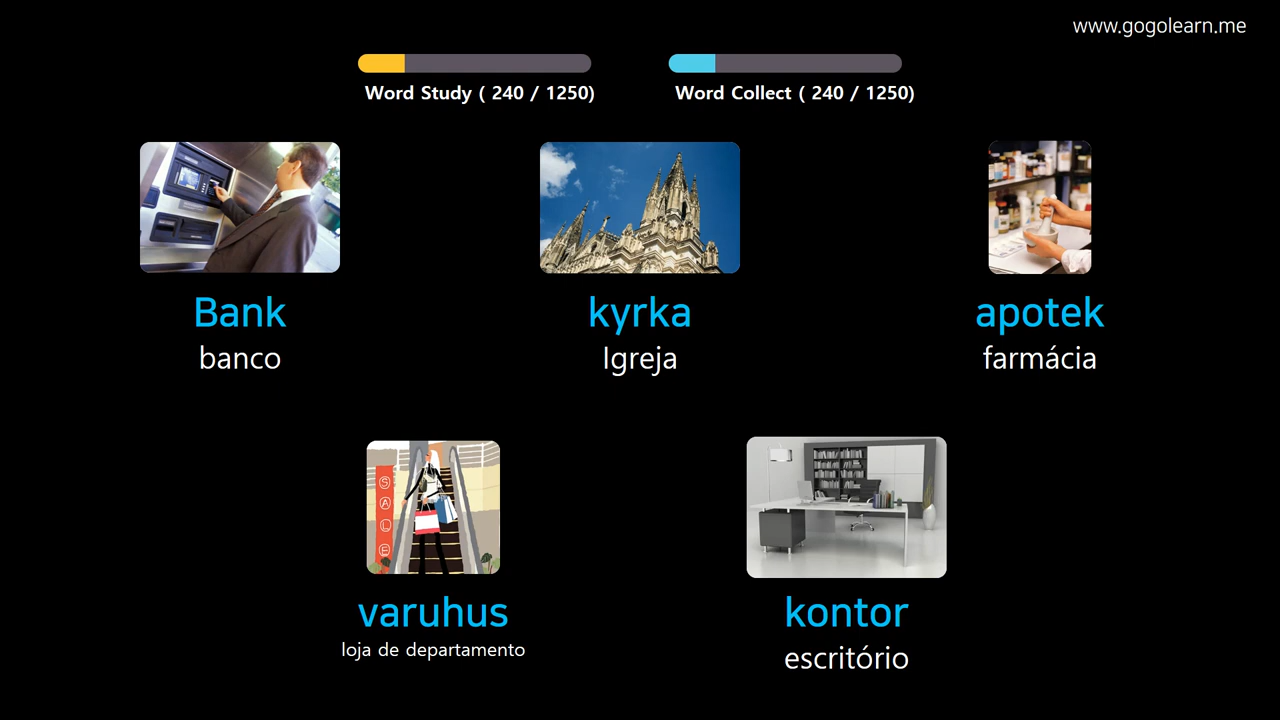 www.gogolearn.me
Word Study ( 240 / 1250)
Word Collect ( 240 / 1250)
Bank
banco
kyrka
Igreja
apotek
farmácia
S
A
L
E
varuhus
loja de departamento
kontor
escritório